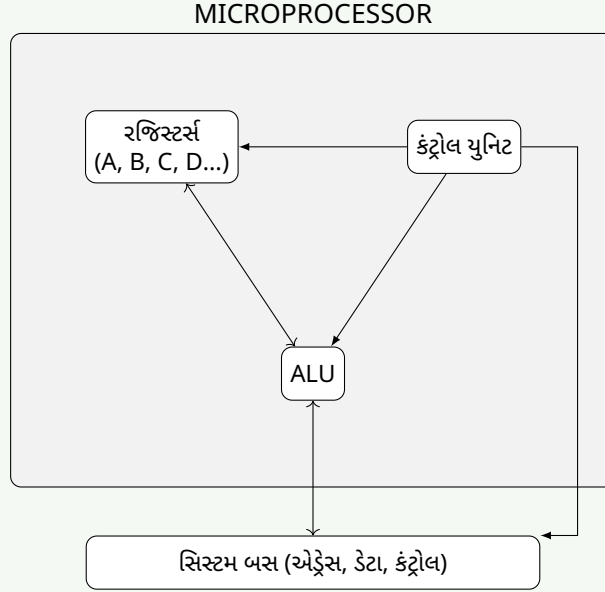 MICROPROCESSOR
રજિસ્ટર્સ
(A, B, C, D...)
કંટ્રોલ યુનિટ
ALU
સિસ્ટમ બસ (એડ્રેસ, ડેટા, કંટ્રોલ)